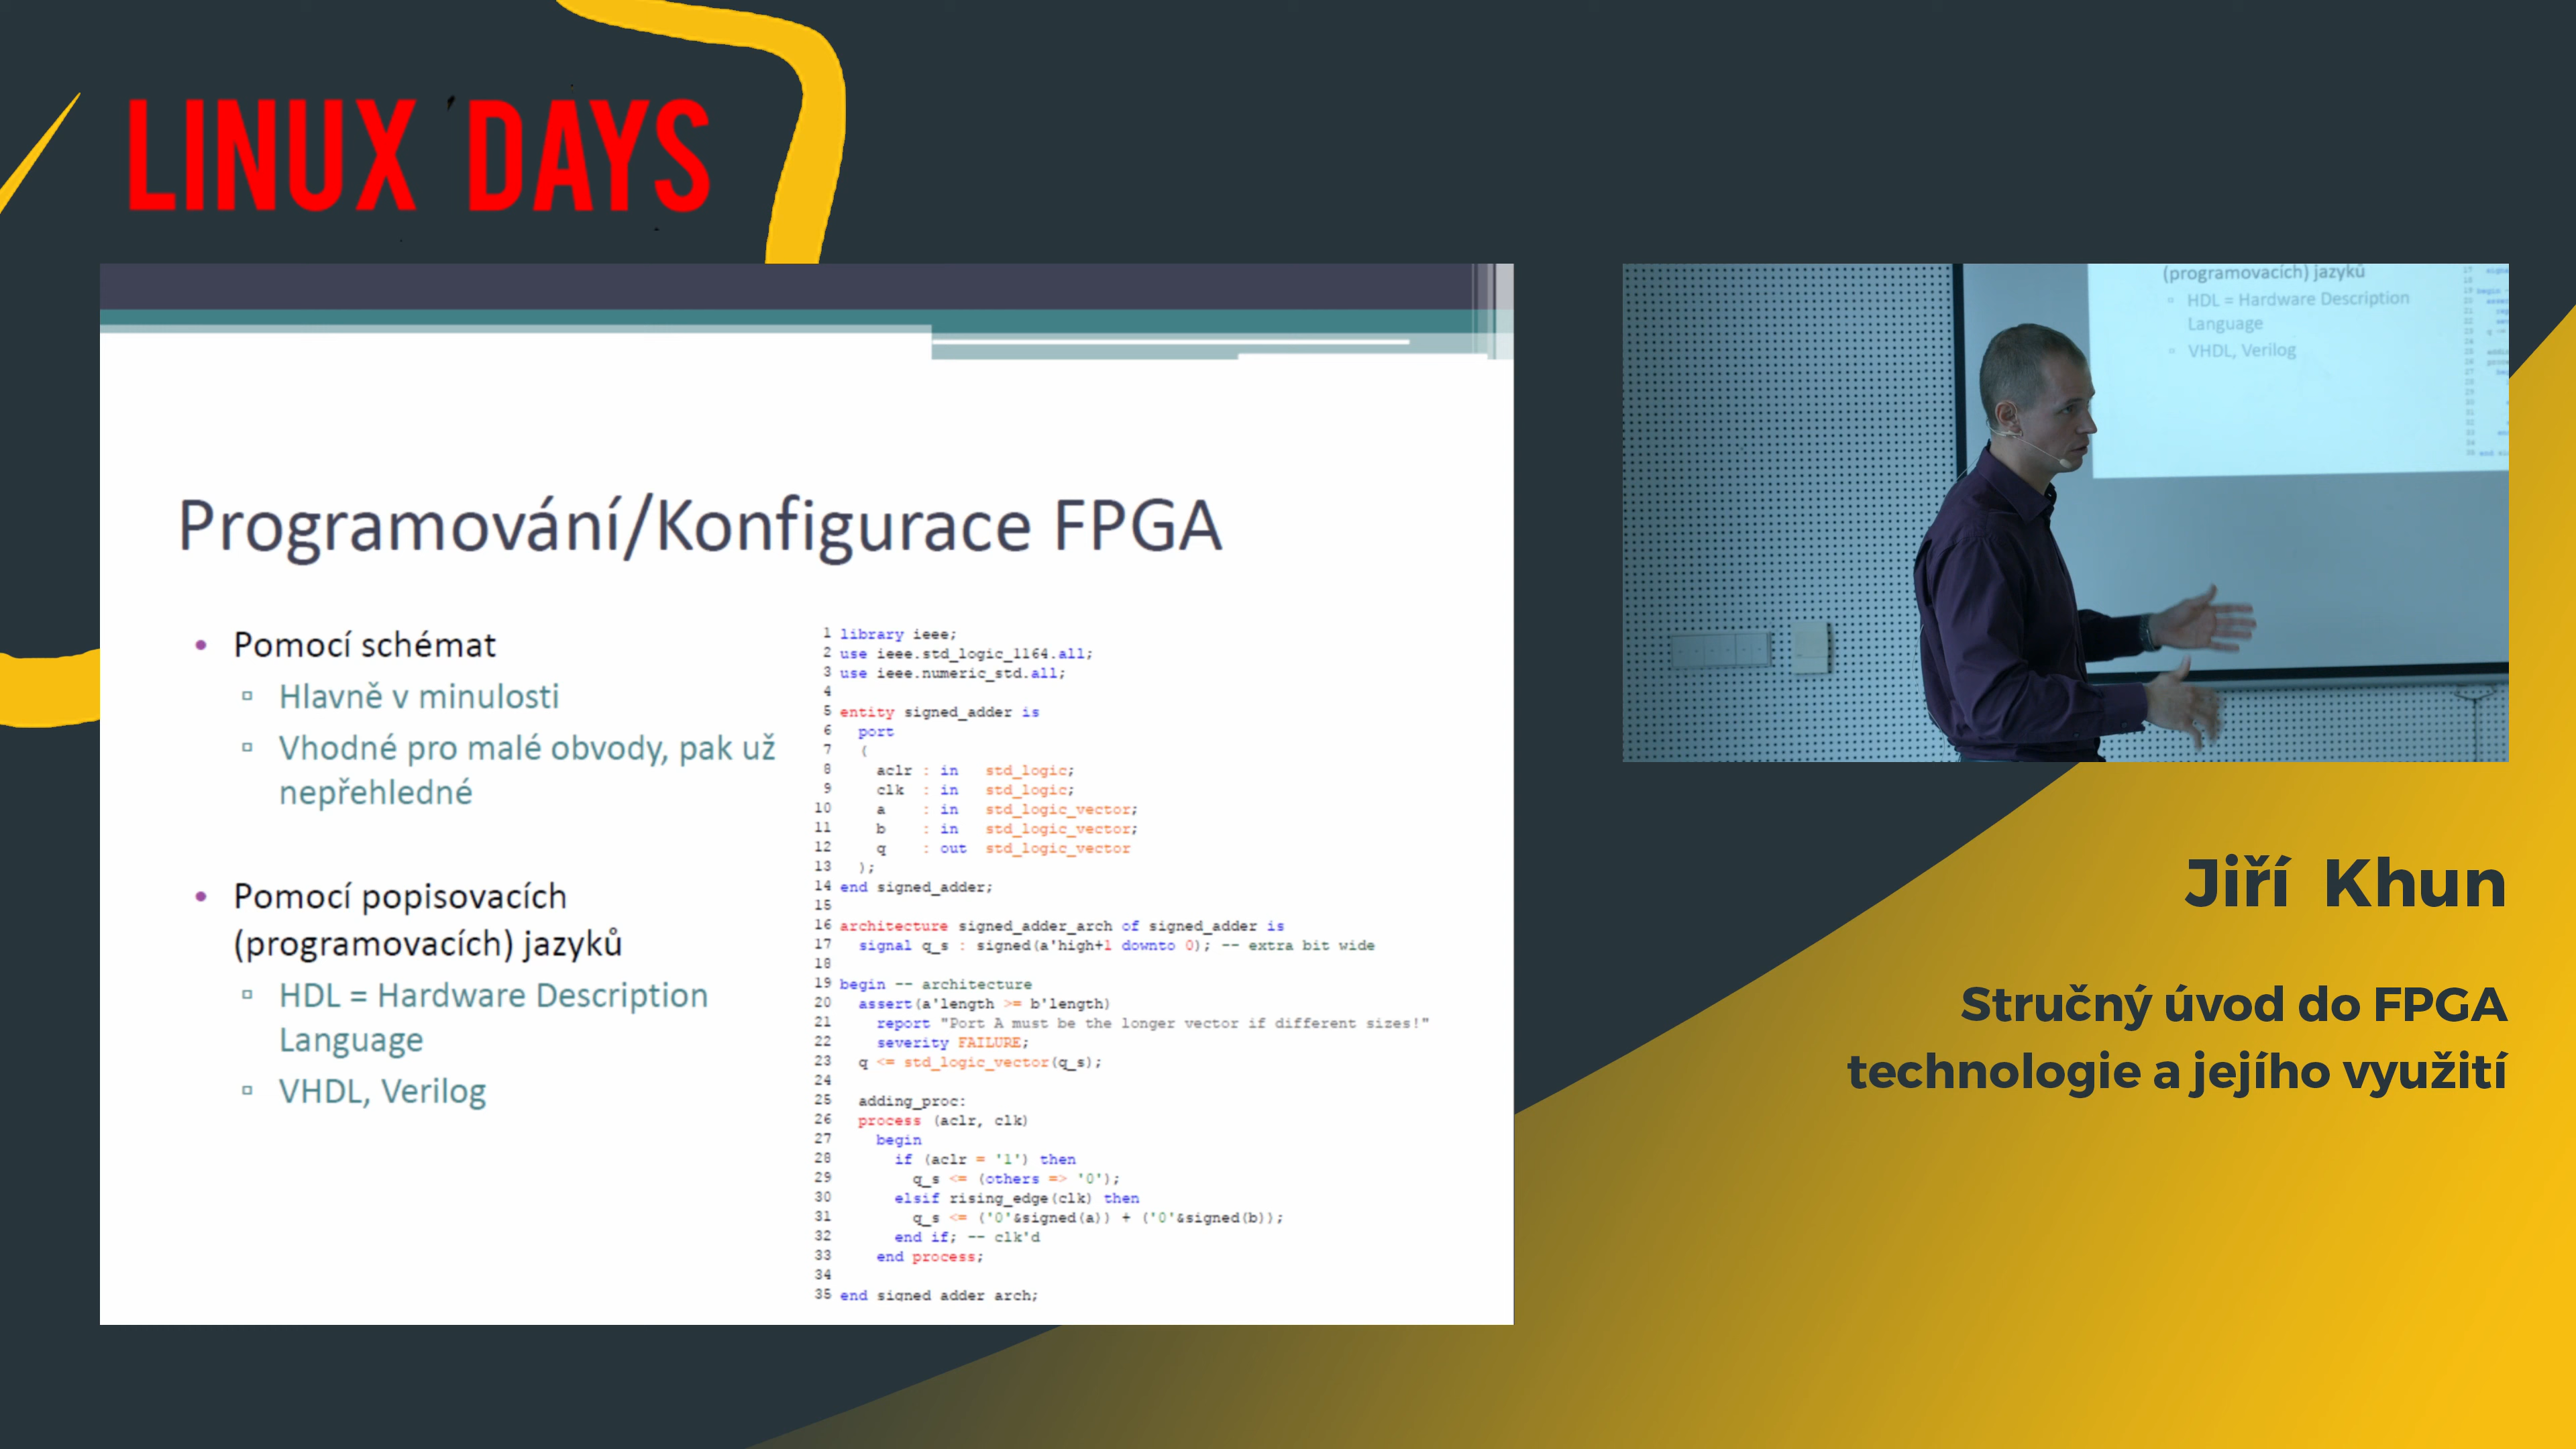 LINUX DAYS
Programování/Konfigurace FPGA
• Pomocí schémat
▫ Hlavně v minulosti
▫ Vhodné pro malé obvody, pak už
nepřehledné
• Pomocí popisovacích
(programovacích) jazyků
▫ HDL = Hardware Description
Language
▫ VHDL, Verilog
1 library ieee;
2 use ieee.std_logic_1164.all;
3 use ieee.numeric_std.all;
4
5 entity signed_adder is
6   port
7   (
8     aclr : in   std_logic;
9     clk  : in   std_logic;
10     a    : in   std_logic_vector;
11     b    : in   std_logic_vector;
12     q    : out  std_logic_vector
13   );
14 end signed_adder;
15
16 architecture signed_adder_arch of signed_adder is
17   signal q_s : signed(a'high+1 downto 0); -- extra bit wide
18
19 begin -- architecture
20   assert(a'length >= b'length)
21     report "Port A must be the longer vector if different sizes!"
22     severity FAILURE;
23   q <= std_logic_vector(q_s);
24
25   adding_proc:
26   process (aclr, clk)
27     begin
28       if (aclr = '1') then
29         q_s <= (others => '0');
30       elsif rising_edge(clk) then
31         q_s <= ('0'&signed(a)) + ('0'&signed(b));
32       end if; -- clk'd
33     end process;
34
35 end signed_adder_arch;
(programovacích) jazyků
▫ HDL = Hardware Description
Language
▫ VHDL, Verilog
Jiří Khun
Stručný úvod do FPGA
technologie a jejího využití